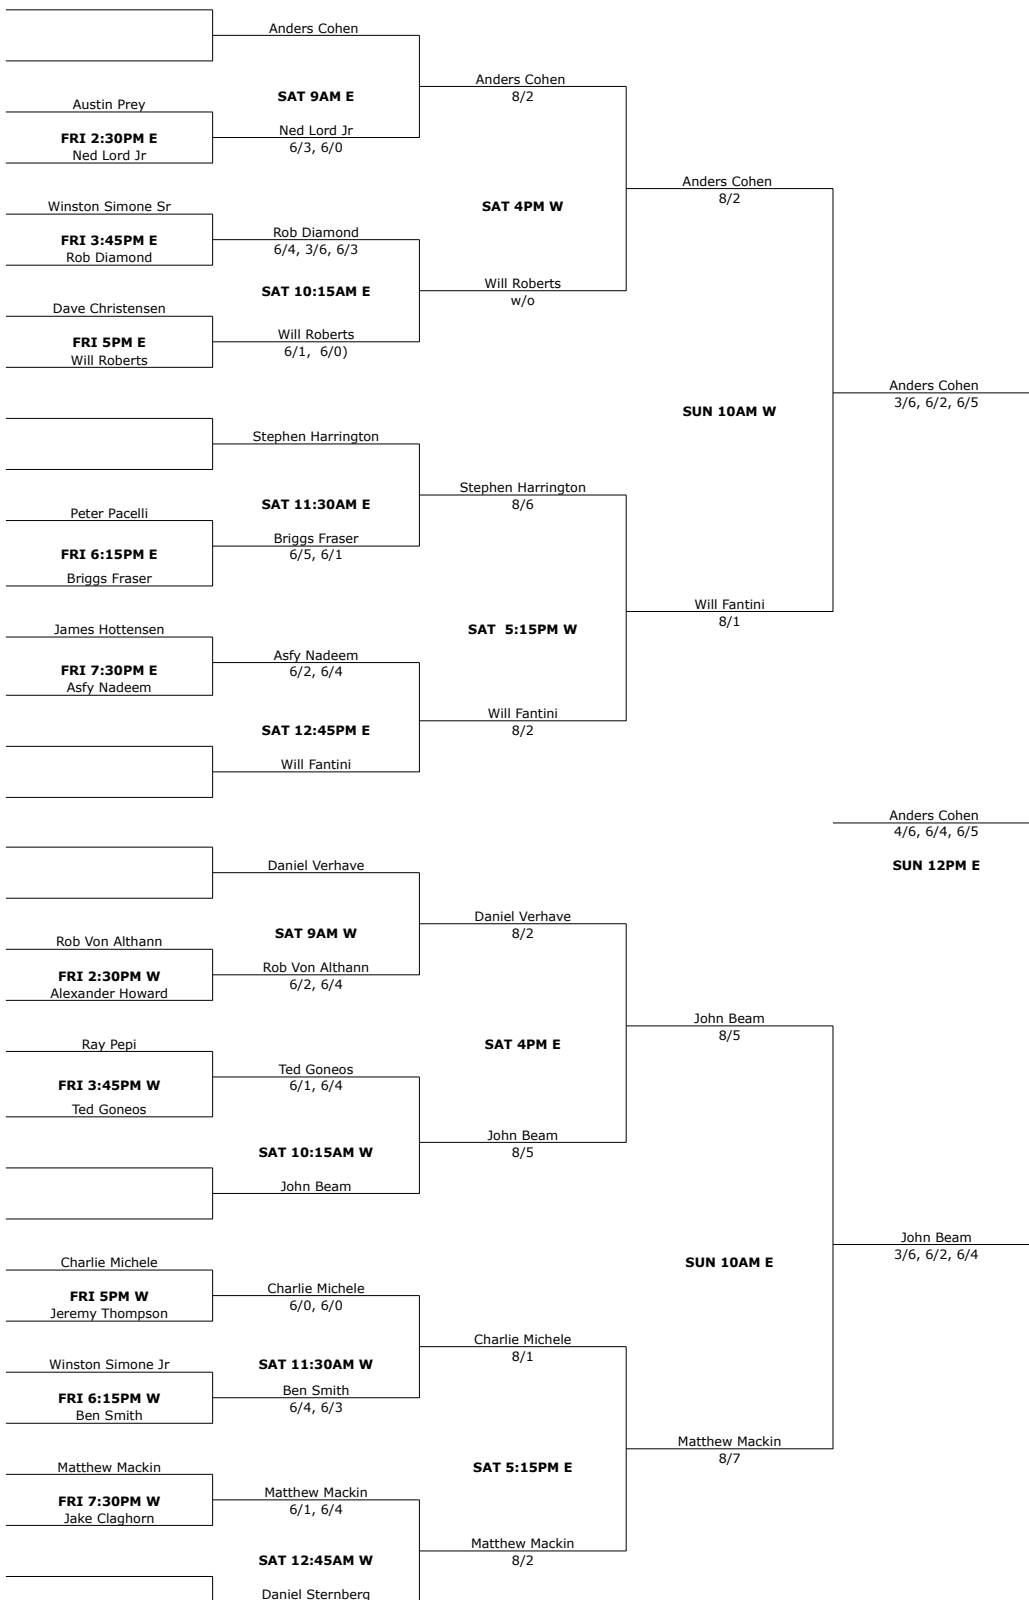 Anders Cohen
Anders Cohen
8/2
SAT 9AM E
Austin Prey
FRI 2:30PM E
Ned Lord Jr
Ned Lord Jr
6/3, 6/0
Anders Cohen
8/2
SAT 4PM W
Winston Simone Sr
FRI 3:45PM E
Rob Diamond
Rob Diamond
6/4, 3/6, 6/3
SAT 10:15AM E
Will Roberts
w/o
Dave Christensen
FRI 5PM E
Will Roberts
Will Roberts
6/1,  6/0)
Anders Cohen
3/6, 6/2, 6/5
SUN 10AM W
Stephen Harrington
Stephen Harrington
8/6
SAT 11:30AM E
Peter Pacelli
FRI 6:15PM E
Briggs Fraser
Briggs Fraser
6/5, 6/1
Will Fantini
8/1
SAT  5:15PM W
James Hottensen
FRI 7:30PM E
Asfy Nadeem
Asfy Nadeem
6/2, 6/4
Will Fantini
8/2
SAT 12:45PM E
Will Fantini
Anders Cohen
4/6, 6/4, 6/5
SUN 12PM E
Daniel Verhave
Daniel Verhave
8/2
SAT 9AM W
Rob Von Althann
FRI 2:30PM W
Alexander Howard
Rob Von Althann
6/2, 6/4
John Beam
8/5
SAT 4PM E
Ray Pepi
FRI 3:45PM W
Ted Goneos
Ted Goneos
6/1, 6/4
John Beam
8/5
SAT 10:15AM W
John Beam
John Beam
3/6, 6/2, 6/4
SUN 10AM E
Charlie Michele
FRI 5PM W
Jeremy Thompson
Charlie Michele
6/0, 6/0
Charlie Michele
8/1
SAT 11:30AM W
Winston Simone Jr
FRI 6:15PM W
Ben Smith
Ben Smith
6/4, 6/3
Matthew Mackin
8/7
SAT 5:15PM E
Matthew Mackin
FRI 7:30PM W
Jake Claghorn
Matthew Mackin
6/1, 6/4
Matthew Mackin
8/2
SAT 12:45AM W
Daniel Sternberg